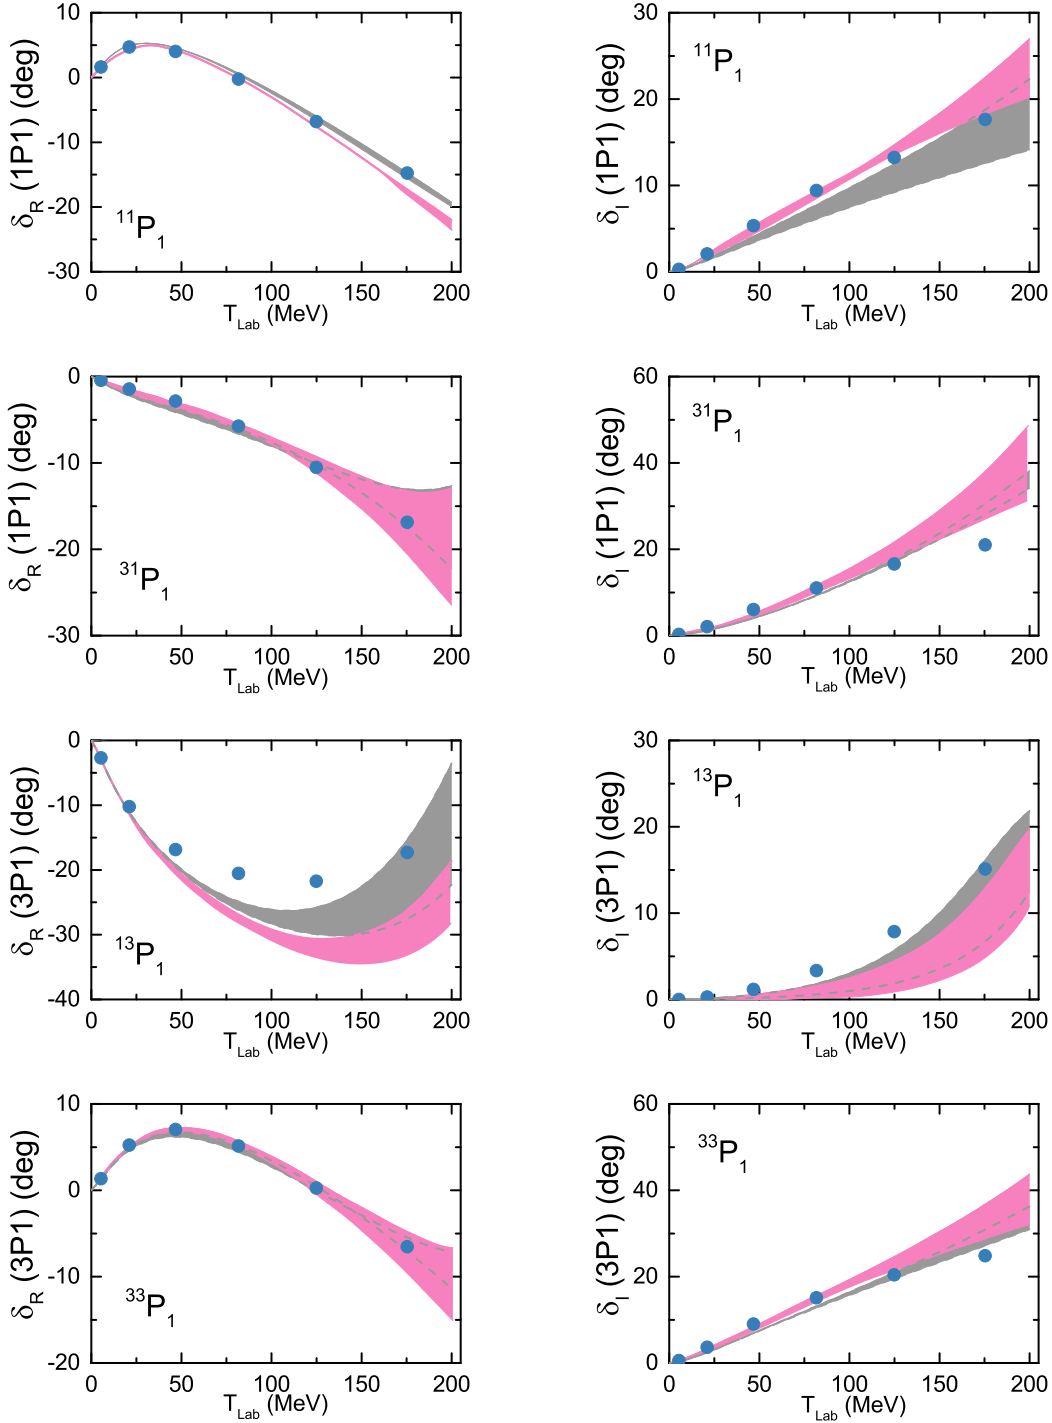 10
0
-10
-20
-30
δR (1P1) (deg)
11P1
0 50 100 150 200
TLab (MeV)
30
20
10
0
δI (1P1) (deg)
11P1
0 50 100 150 200
TLab (MeV)
0
-10
-20
-30
δR (1P1) (deg)
31P1
0 50 100 150 200
TLab (MeV)
60
40
20
0
δI (1P1) (deg)
31P1
0 50 100 150 200
TLab (MeV)
0
-10
-20
-30
-40
δR (3P1) (deg)
13P1
0 50 100 150 200
TLab (MeV)
30
20
10
0
δI (3P1) (deg)
13P1
0 50 100 150 200
TLab (MeV)
10
0
-10
-20
δR (3P1) (deg)
33P1
0 50 100 150 200
TLab (MeV)
60
40
20
0
δI (3P1) (deg)
33P1
0 50 100 150 200
TLab (MeV)